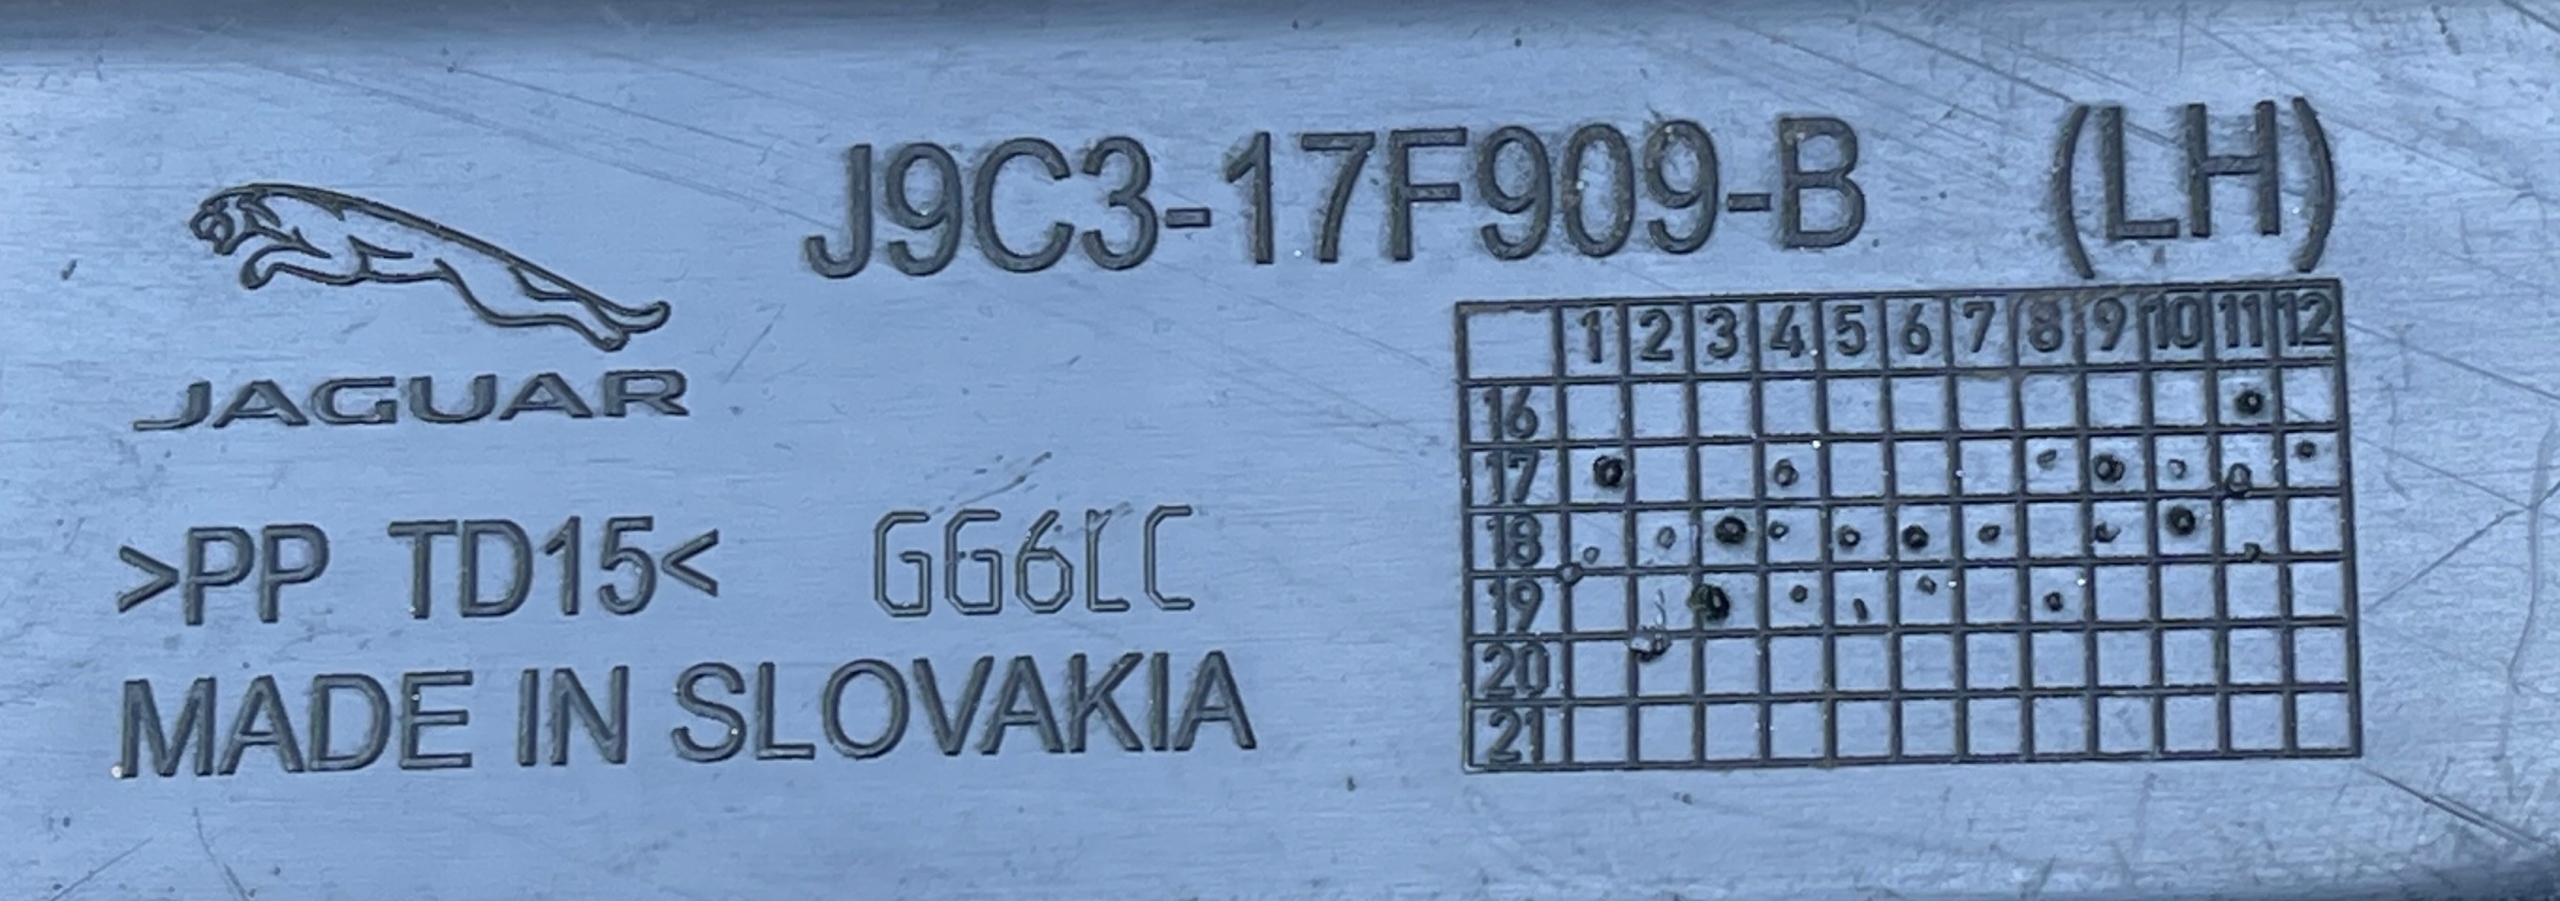 J9C3-17F909-B (LH)
JAGUAR
>PP TD15< GG6LC
MADE IN SLOVAKIA
1 2 3 4 5 6 7 8 9 10 11 12
16
17
18
19
20
21